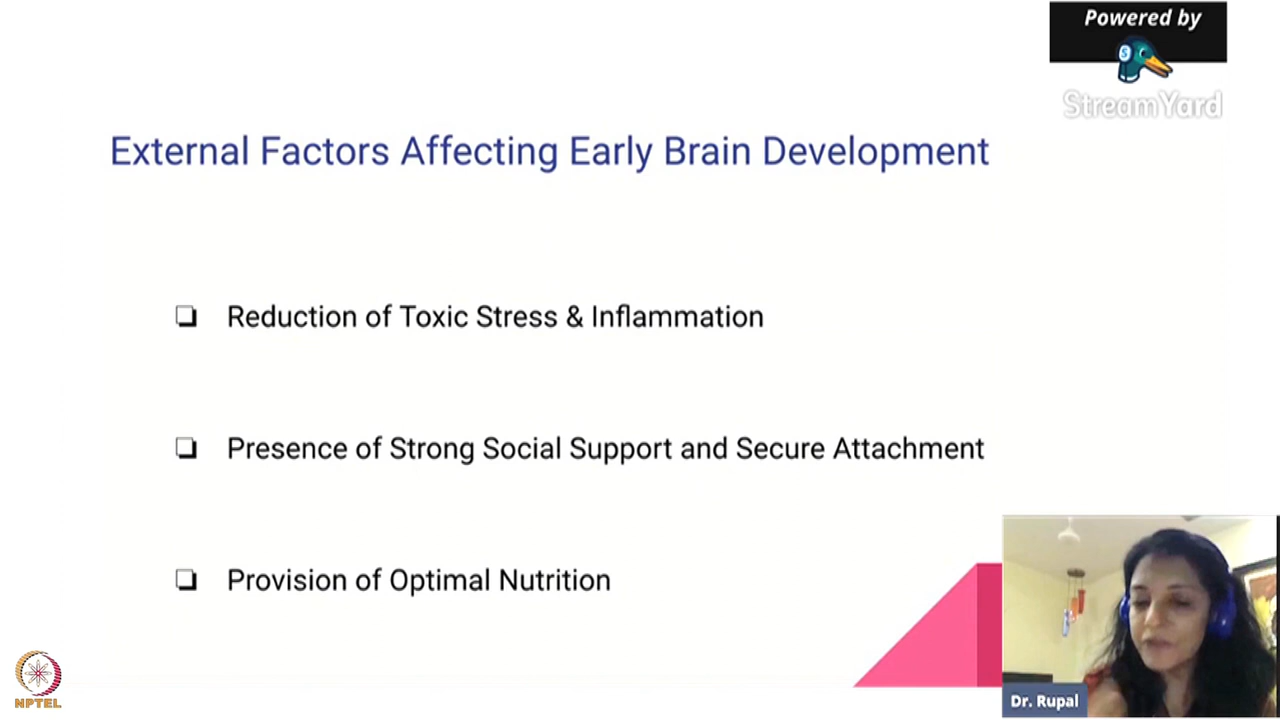 Powered by
S
StreamYard
External Factors Affecting Early Brain Development
Reduction of Toxic Stress & Inflammation
Presence of Strong Social Support and Secure Attachment
Provision of Optimal Nutrition
NPTEL
Dr. Rupal